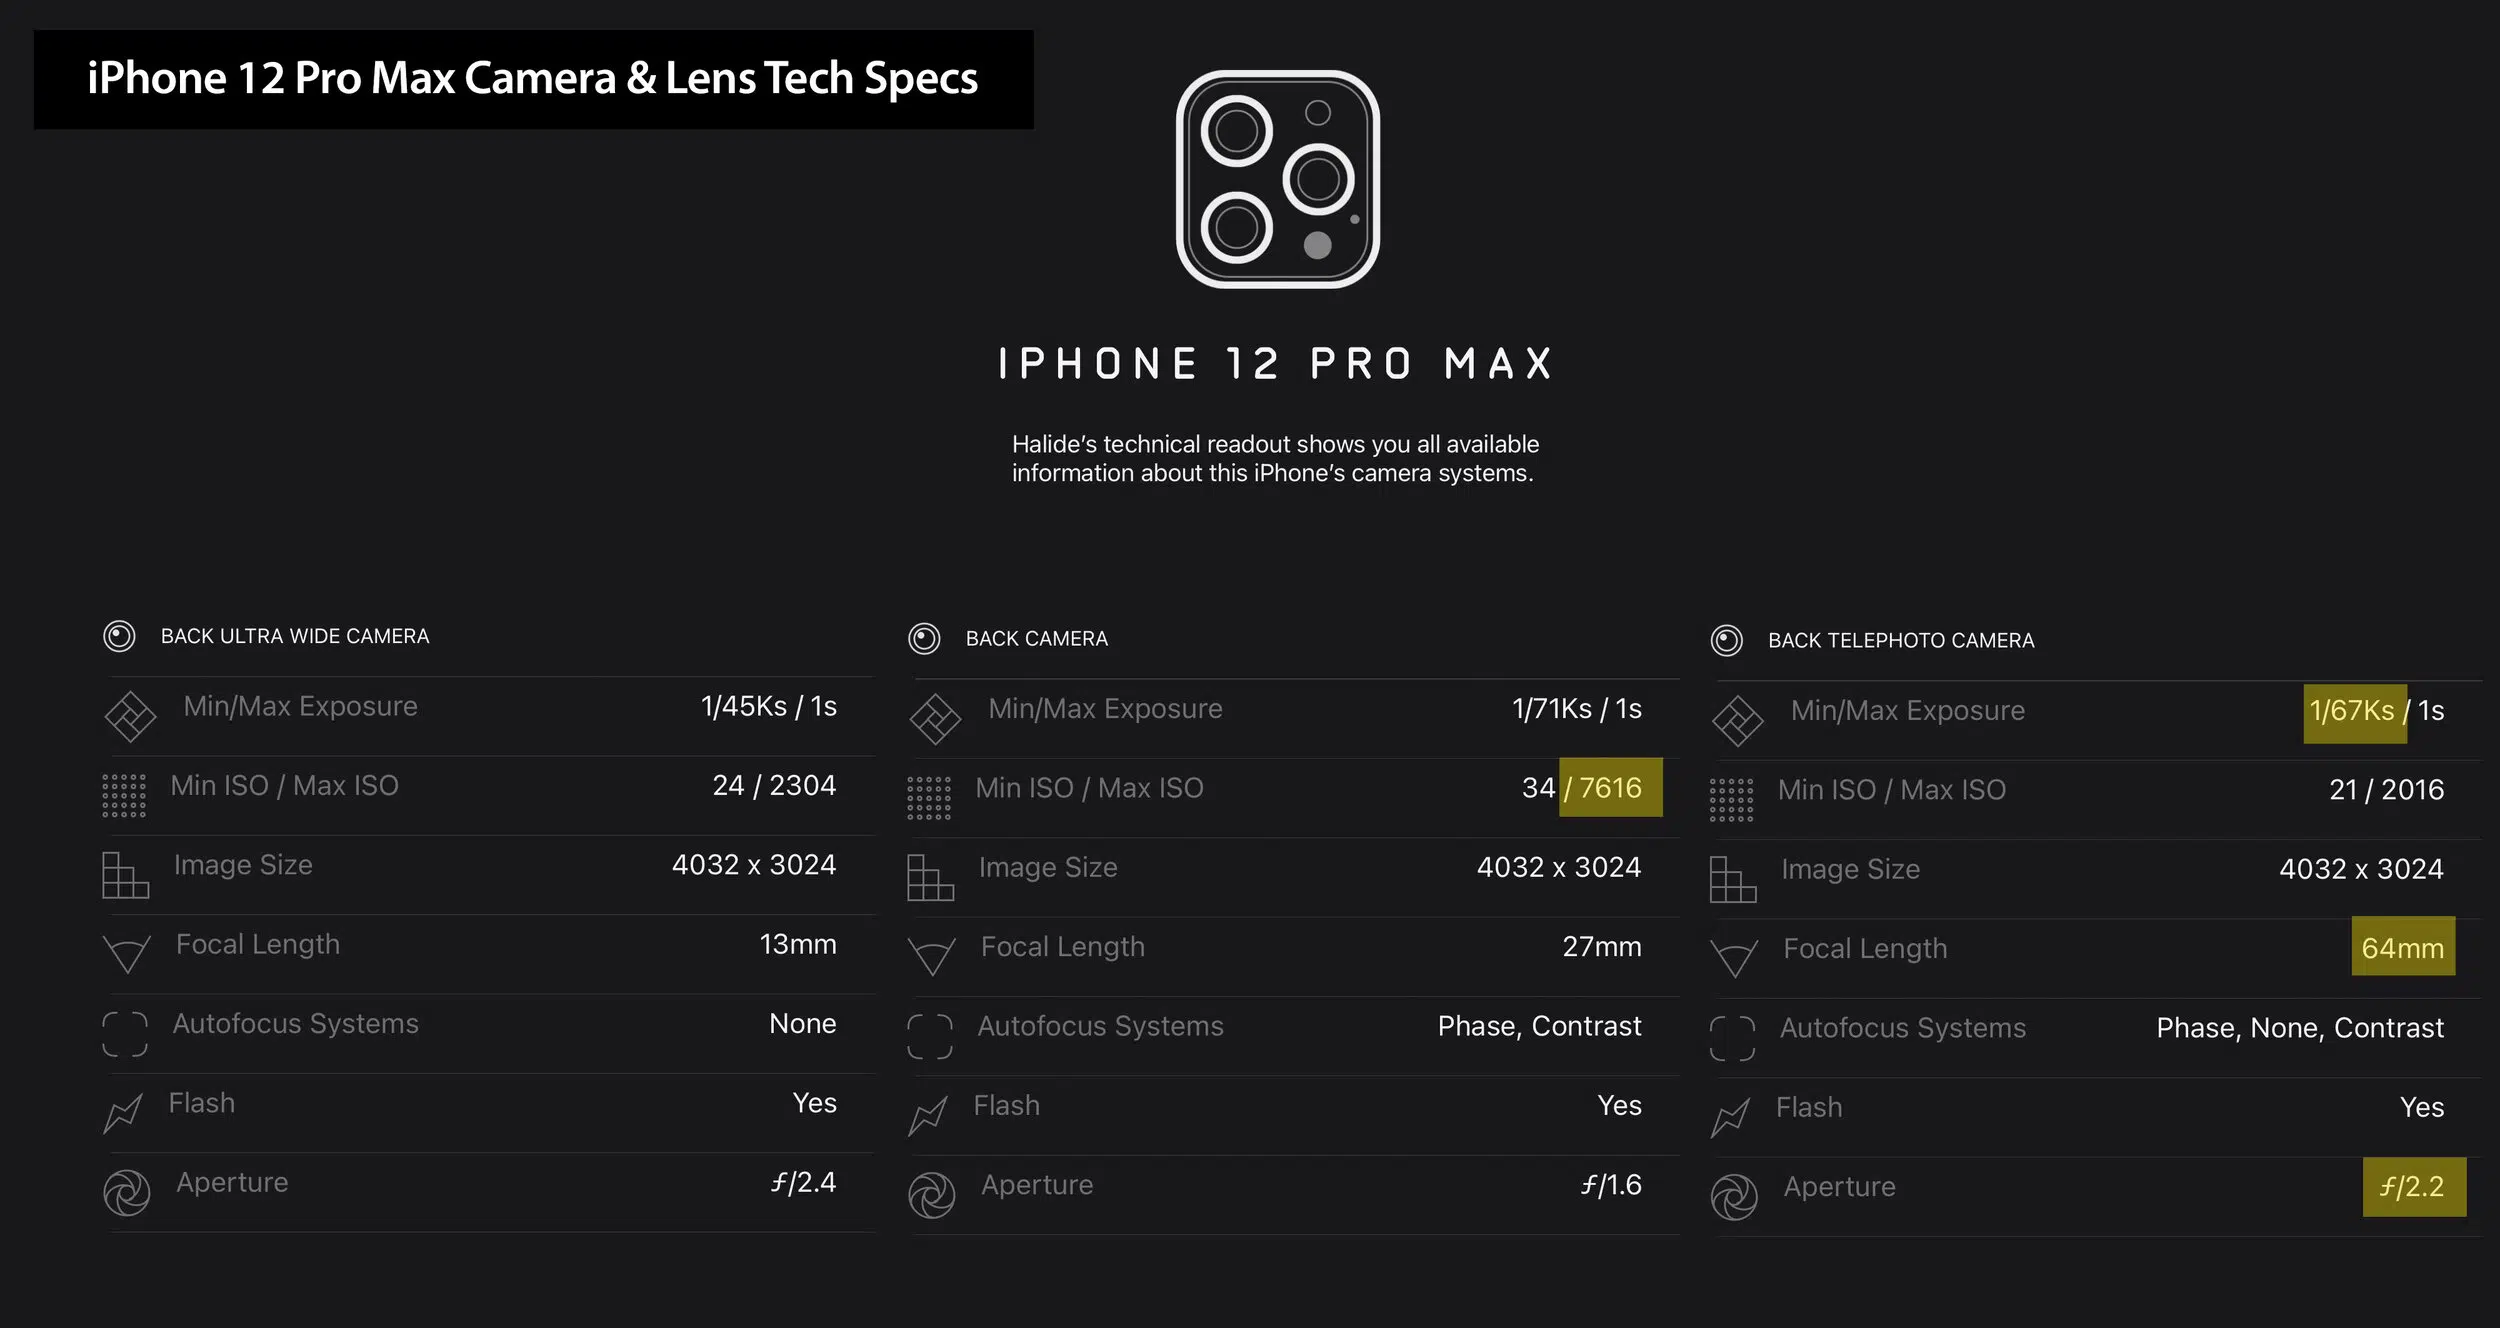 iPhone 12 Pro Max Camera & Lens Tech Specs
IPHONE 12 PRO MAX
Halide's technical readout shows you all available
information about this iPhone's camera systems.
BACK ULTRA WIDE CAMERA
Min/Max Exposure 1/45Ks / 1s
Min ISO / Max ISO 24 / 2304
Image Size 4032 x 3024
Focal Length 13mm
Autofocus Systems None
Flash Yes
Aperture ƒ/2.4
BACK CAMERA
Min/Max Exposure 1/71Ks / 1s
Min ISO / Max ISO 34 / 7616
Image Size 4032 x 3024
Focal Length 27mm
Autofocus Systems Phase, Contrast
Flash Yes
Aperture ƒ/1.6
BACK TELEPHOTO CAMERA
Min/Max Exposure 1/67Ks / 1s
Min ISO / Max ISO 21 / 2016
Image Size 4032 x 3024
Focal Length 64mm
Autofocus Systems Phase, None, Contrast
Flash Yes
Aperture ƒ/2.2